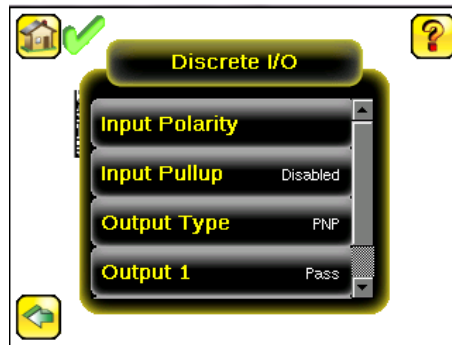 Discrete I/O
Input Polarity
Input Pullup Disabled
Output Type PNP
Output 1 Pass